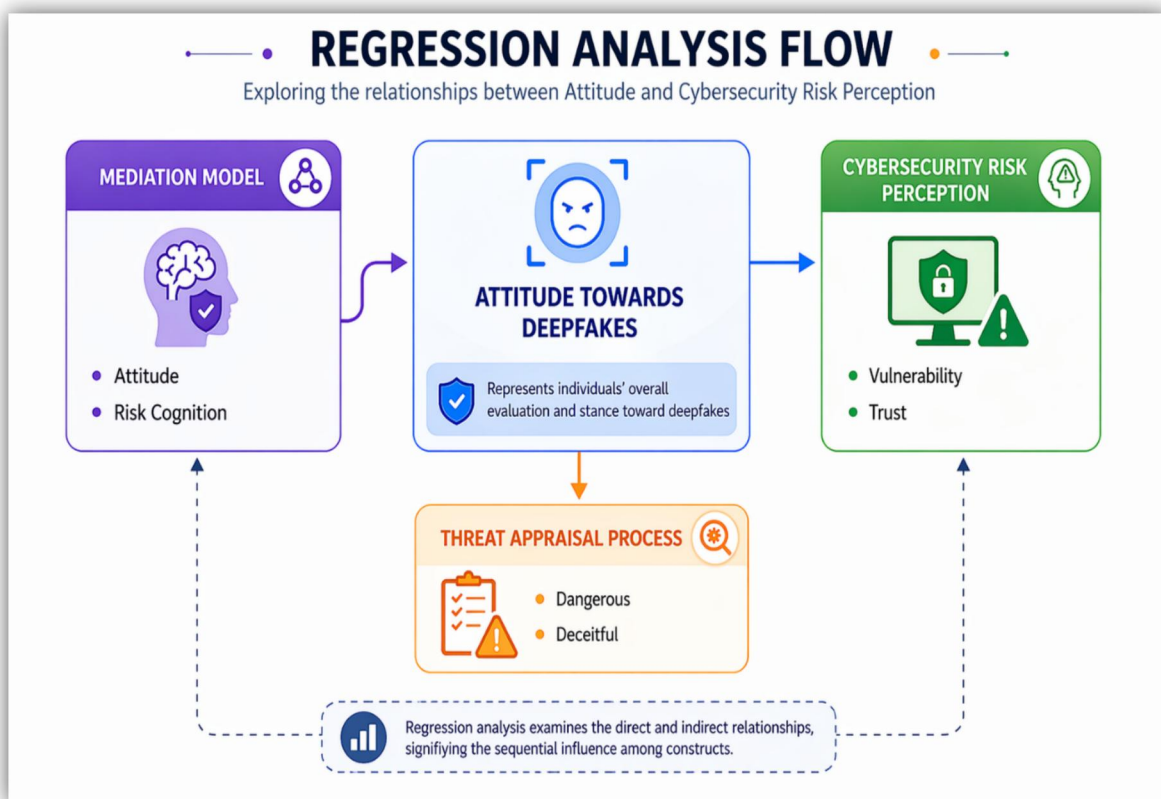 REGRESSION ANALYSIS FLOW
Exploring the relationships between Attitude and Cybersecurity Risk Perception
MEDIATION MODEL
Attitude
Risk Cognition
ATTITUDE TOWARDS
DEEPFAKES
Represents individuals' overall
evaluation and stance toward deepfakes
CYBERSECURITY RISK
PERCEPTION
Vulnerability
Trust
THREAT APPRAISAL PROCESS
Dangerous
Deceitful
Regression analysis examines the direct and indirect relationships,
signifiying the sequential influence among constructs.